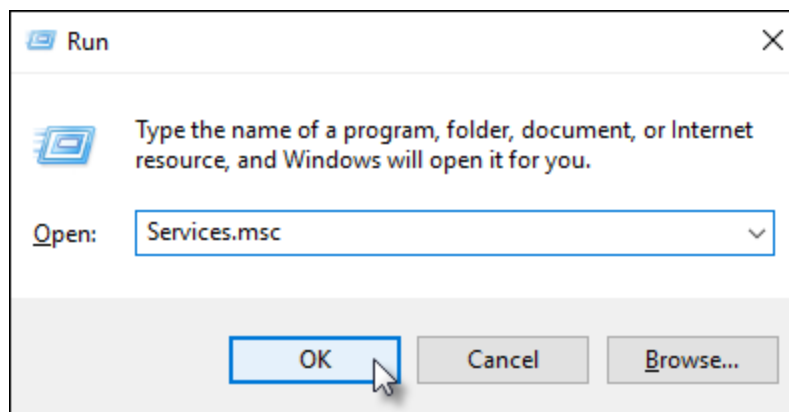 Run
Type the name of a program, folder, document, or Internet
resource, and Windows will open it for you.
Open: Services.msc
OK Cancel Browse...